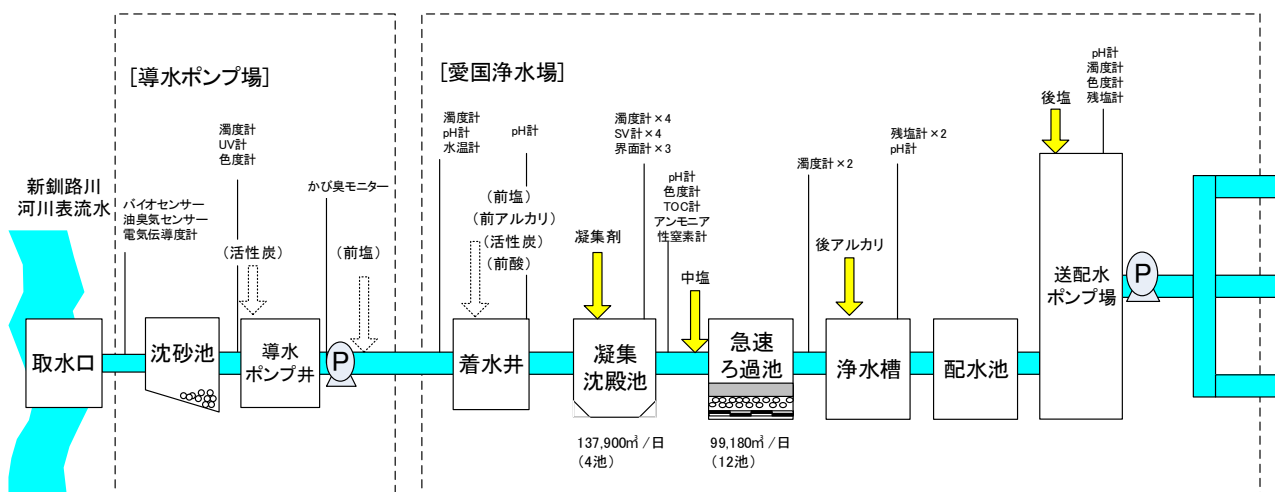 [導水ポンプ場]
[愛国浄水場]
新釧路川
河川表流水
バイオセンサー
油臭気センサー
電気伝導度計
濁度計
UV計
色度計
(活性炭)
かび臭モニター
(前塩)
濁度計
pH計
水温計
pH計
(前塩)
(前アルカリ)
(活性炭)
(前酸)
凝集剤
濁度計×4
SV計×4
界面計×3
pH計
色度計
TOC計
アンモニア
性窒素計
中塩
濁度計×2
後アルカリ
残塩計×2
pH計
後塩
pH計
濁度計
色度計
残塩計
取水口
沈砂池
導水
ポンプ井
P
着水井
凝集
沈殿池
急速
ろ過池
浄水槽
配水池
送配水
ポンプ場
P
137,900㎥/日
(4池)
99,180㎥/日
(12池)